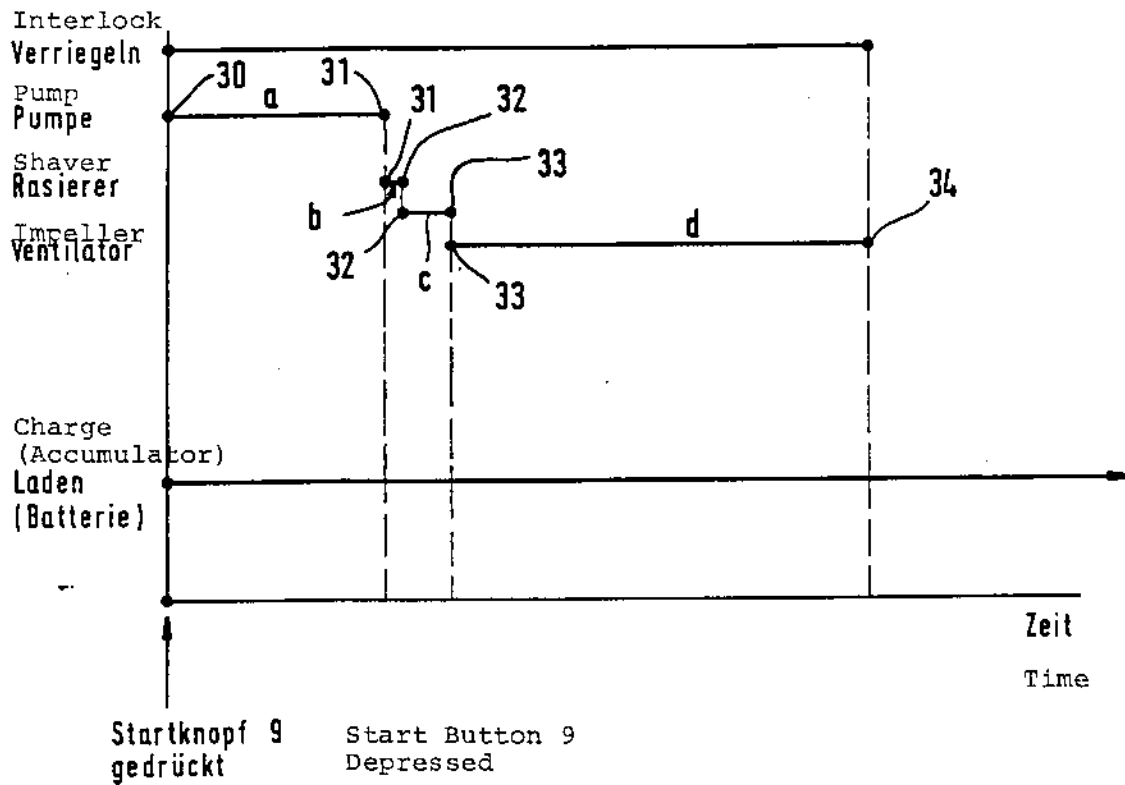 Interlock
Verriegeln
30
a
31
31
32
Pump
Pumpe
Shaver
Rasierer
33
34
b
d
Impeller
Ventilator
32
c
33
Charge
(Accumulator)
Laden
(Batterie)
Zeit
Time
Startknopf 9
gedrückt
Start Button 9
Depressed